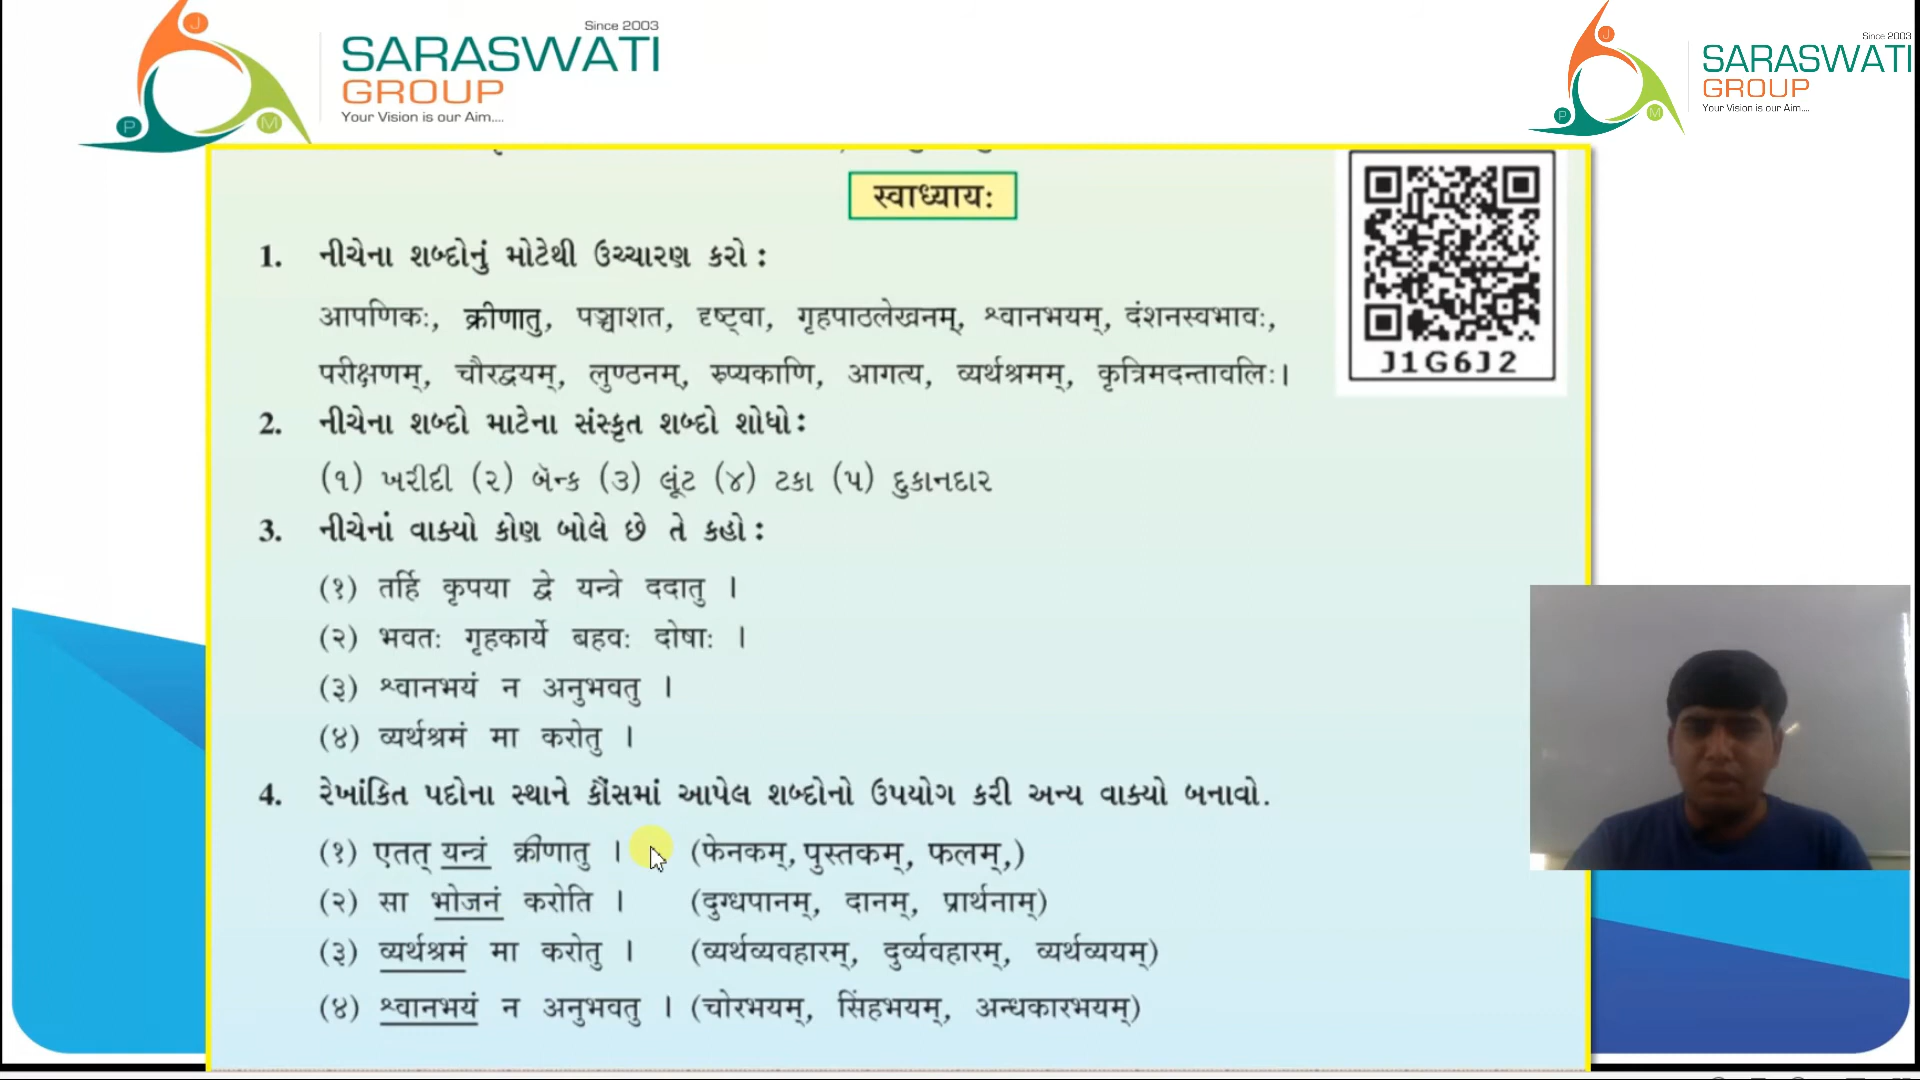 Since 2003
SARASWATI
GROUP
Your Vision is our Aim....
J
P
M
Since 2003
SARASWATI
GROUP
Your Vision is our Aim....
J
P
M
स्वाध्यायः
J1G6J2
1. નીચેના શબ્દોનું મોટેથી ઉચ્ચારણ કરો :
आपणिकः, क्रीणातु, पञ्चाशत, दृष्ट्वा, गृहपाठलेखनम्, श्वानभयम्, दंशनस्वभावः,
परीक्षणम्, चौरद्वयम्, लुण्ठनम्, रुप्यकाणि, आगत्य, व्यर्थश्रमम्, कृत्रिमदन्तावलिः।
2. નીચેના શબ્દો માટેના સંસ્કૃત શબ્દો શોધો :
(૧) ખરીદી (૨) બૅન્ક (૩) લૂંટ (૪) ટકા (૫) દુકાનદાર
3. નીચેનાં વાક્યો કોણ બોલે છે તે કહો :
(१) तर्हि कृपया द्वे यन्त्रे ददातु ।
(२) भवतः गृहकार्ये बहवः दोषाः ।
(३) श्वानभयं न अनुभवतु ।
(४) व्यर्थश्रमं मा करोतु ।
4. રેખાંકિત પદોના સ્થાને કૌંસમાં આપેલ શબ્દોનો ઉપયોગ કરી અન્ય વાક્યો બનાવો.
(१) एतत् यन्त्रं क्रीणातु । (फेनकम्, पुस्तकम्, फलम्,)
(२) सा भोजनं करोति । (दुग्धपानम्, दानम्, प्रार्थनाम्)
(३) व्यर्थश्रमं मा करोतु । (व्यर्थव्यवहारम्, दुर्व्यवहारम्, व्यर्थव्ययम्)
(४) श्वानभयं न अनुभवतु । (चोरभयम्, सिंहभयम्, अन्धकारभयम्)